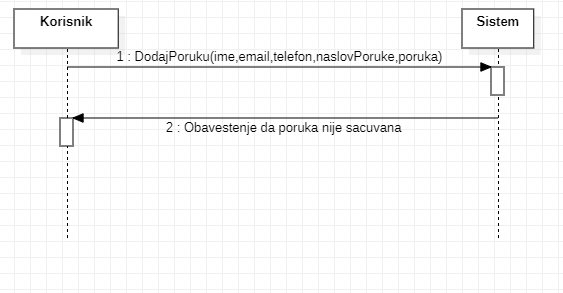 Korisnik
Sistem
1 : DodajPoruku(ime,email,telefon,naslovPoruke,poruka)
2 : Obavestenje da poruka nije sacuvana